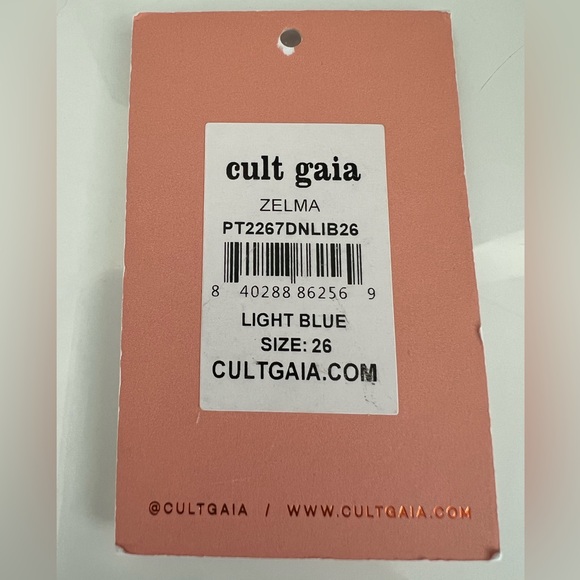 cult gaia
ZELMA
PT2267DNLIB26
8 40288 86256 9
LIGHT BLUE
SIZE: 26
CULTGAIA.COM
@CULTGAIA / WWW.CULTGAIA.COM